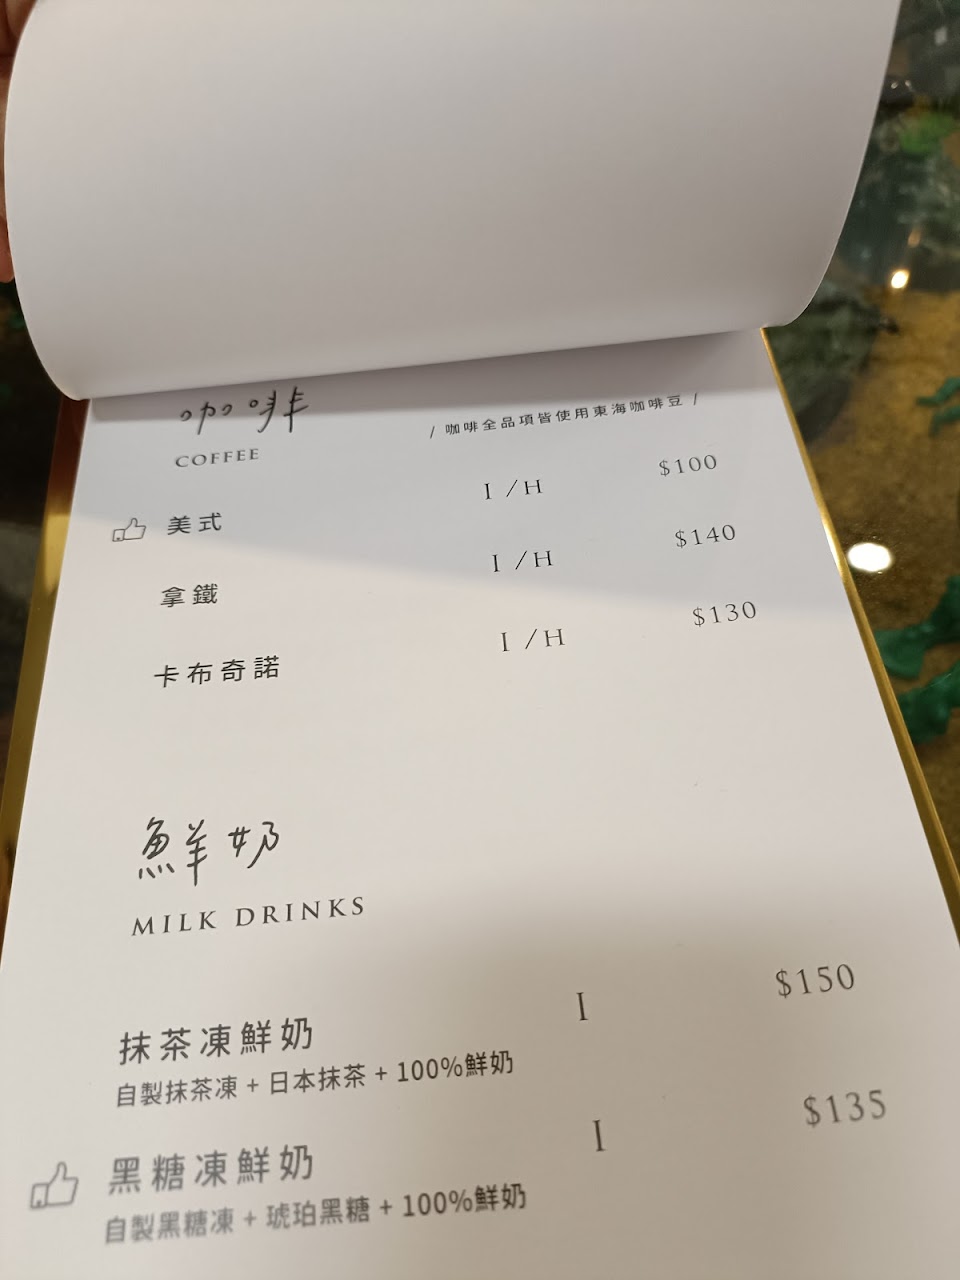 咖啡
COFFEE
/ 咖啡全品項皆使用東海咖啡豆 /
美式 I / H $100
拿鐵 I / H $140
卡布奇諾 I / H $130
鮮奶
MILK DRINKS
抹茶凍鮮奶 I $150
自製抹茶凍 + 日本抹茶 + 100%鮮奶
黑糖凍鮮奶 I $135
自製黑糖凍 + 琥珀黑糖 + 100%鮮奶